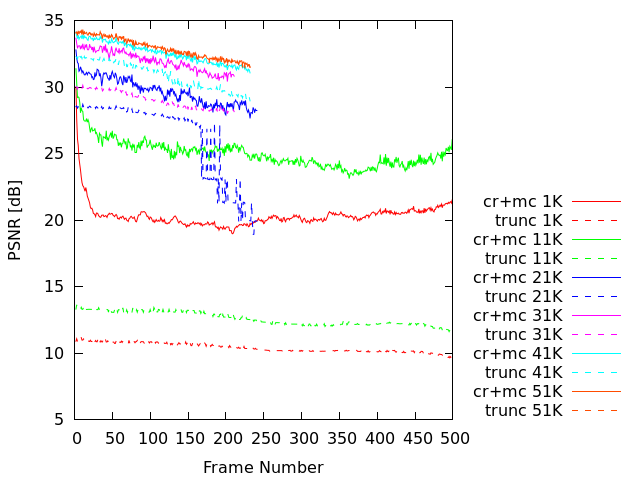 35
30
25
20
15
10
5
PSNR [dB]
0 50 100 150 200 250 300 350 400 450 500
Frame Number
cr+mc 1K
trunc 1K
cr+mc 11K
trunc 11K
cr+mc 21K
trunc 21K
cr+mc 31K
trunc 31K
cr+mc 41K
trunc 41K
cr+mc 51K
trunc 51K